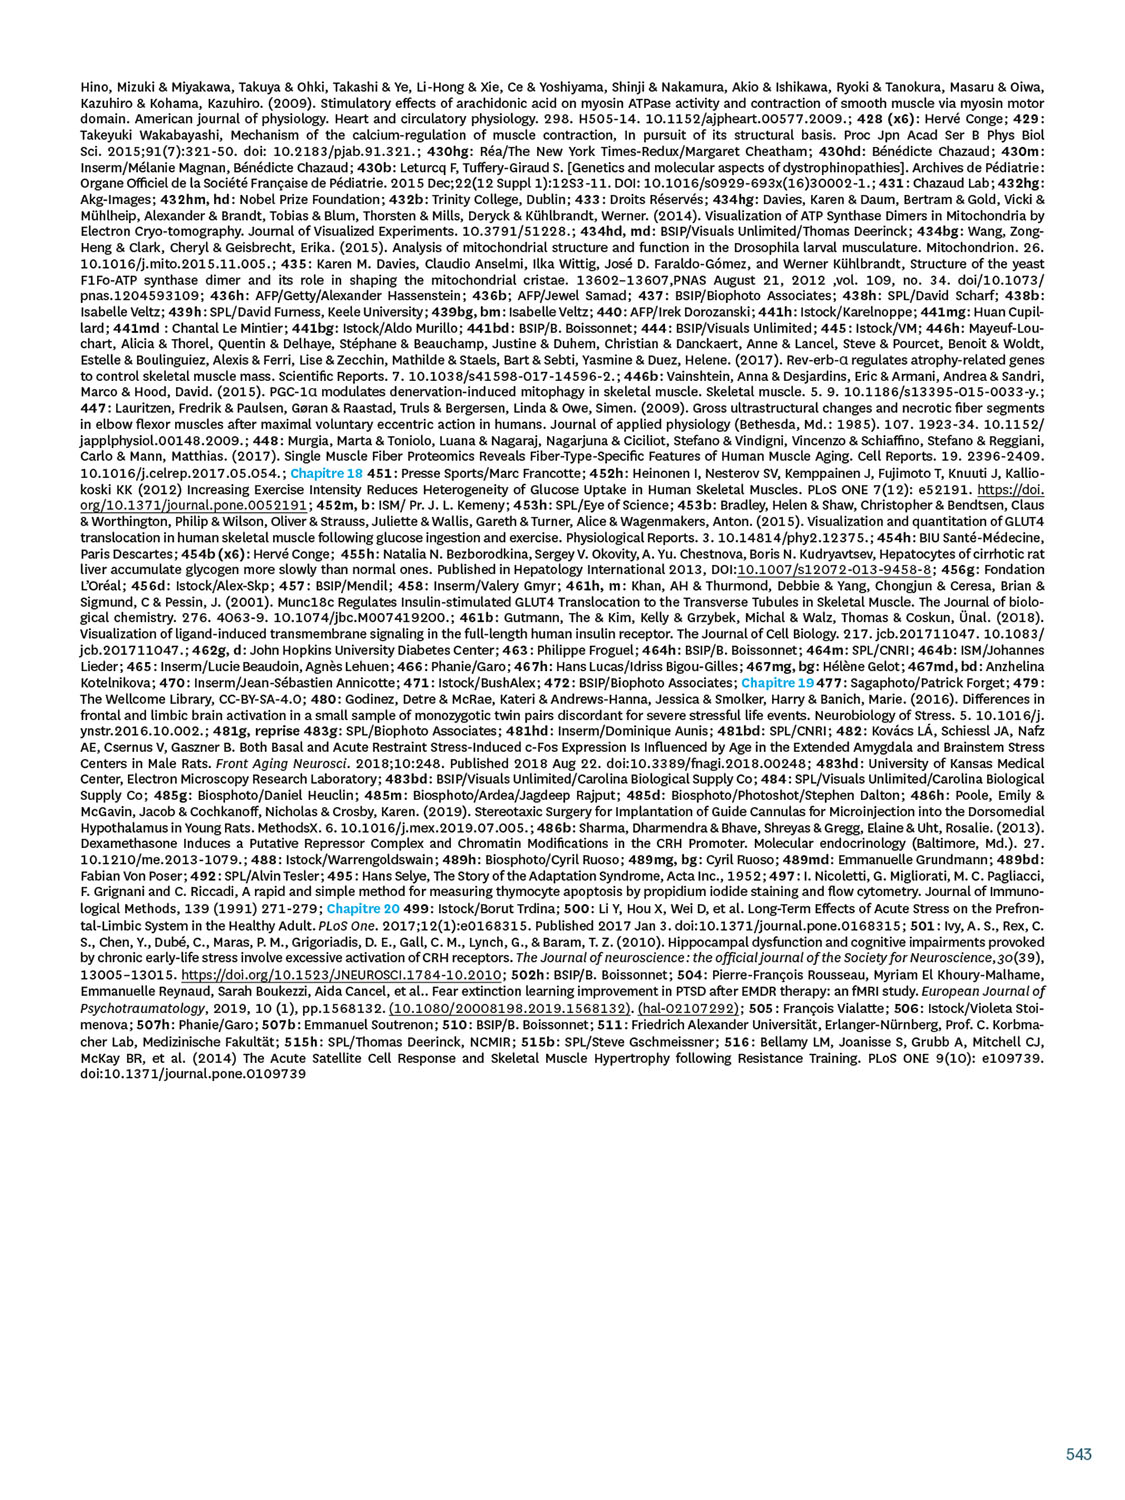 Hino, Mizuki & Miyakawa, Takuya & Ohki, Takashi & Ye, Li-Hong & Xie, Ce & Yoshiyama, Shinji & Nakamura, Akio & Ishikawa, Ryoki & Tanokura, Masaru & Oiwa,
Kazuhiro & Kohama, Kazuhiro. (2009). Stimulatory effects of arachidonic acid on myosin ATPase activity and contraction of smooth muscle via myosin motor
domain. American journal of physiology. Heart and circulatory physiology. 298. H505-14. 10.1152/ajpheart.00577.2009. ; 428 (x6) : Hervé Conge ; 429 :
Takeyuki Wakabayashi, Mechanism of the calcium-regulation of muscle contraction, In pursuit of its structural basis. Proc Jpn Acad Ser B Phys Biol
Sci. 2015;91(7):321-50. doi: 10.2183/pjab.91.321. ; 430hg : Réa/The New York Times-Redux/Margaret Cheatham ; 430hd : Bénédicte Chazaud ; 430m :
Inserm/Mélanie Magnan, Bénédicte Chazaud ; 430b : Leturcq F, Tuffery-Giraud S. [Genetics and molecular aspects of dystrophinopathies]. Archives de Pédiatrie :
Organe Officiel de la Société Française de Pédiatrie. 2015 Dec;22(12 Suppl 1):12S3-11. DOI: 10.1016/s0929-693x(16)30002-1. ; 431 : Chazaud Lab ; 432hg :
Akg-Images ; 432hm, hd : Nobel Prize Foundation ; 432b : Trinity College, Dublin ; 433 : Droits Réservés ; 434hg : Davies, Karen & Daum, Bertram & Gold, Vicki &
Mühlheip, Alexander & Brandt, Tobias & Blum, Thorsten & Mills, Deryck & Kühlbrandt, Werner. (2014). Visualization of ATP Synthase Dimers in Mitochondria by
Electron Cryo-tomography. Journal of Visualized Experiments. 10.3791/51228. ; 434hd, md : BSIP/Visuals Unlimited/Thomas Deerinck ; 434bg : Wang, Zong-
Heng & Clark, Cheryl & Geisbrecht, Erika. (2015). Analysis of mitochondrial structure and function in the Drosophila larval musculature. Mitochondrion. 26.
10.1016/j.mito.2015.11.005. ; 435 : Karen M. Davies, Claudio Anselmi, Ilka Wittig, José D. Faraldo-Gómez, and Werner Kühlbrandt, Structure of the yeast
F1Fo-ATP synthase dimer and its role in shaping the mitochondrial cristae. 13602–13607,PNAS August 21, 2012 ,vol. 109, no. 34. doi/10.1073/
pnas.1204593109 ; 436h : AFP/Getty/Alexander Hassenstein ; 436b ; AFP/Jewel Samad ; 437 : BSIP/Biophoto Associates ; 438h : SPL/David Scharf ; 438b :
Isabelle Veltz ; 439h : SPL/David Furness, Keele University ; 439bg, bm : Isabelle Veltz ; 440 : AFP/Irek Dorozanski ; 441h : Istock/Karelnoppe ; 441mg : Huan Cupil-
lard ; 441md : Chantal Le Mintier ; 441bg : Istock/Aldo Murillo ; 441bd : BSIP/B. Boissonnet ; 444 : BSIP/Visuals Unlimited ; 445 : Istock/VM ; 446h : Mayeuf-Lou-
chart, Alicia & Thorel, Quentin & Delhaye, Stéphane & Beauchamp, Justine & Duhem, Christian & Danckaert, Anne & Lancel, Steve & Pourcet, Benoit & Woldt,
Estelle & Boulinguiez, Alexis & Ferri, Lise & Zecchin, Mathilde & Staels, Bart & Sebti, Yasmine & Duez, Helene. (2017). Rev-erb-α regulates atrophy-related genes
to control skeletal muscle mass. Scientific Reports. 7. 10.1038/s41598-017-14596-2. ; 446b : Vainshtein, Anna & Desjardins, Eric & Armani, Andrea & Sandri,
Marco & Hood, David. (2015). PGC-1α modulates denervation-induced mitophagy in skeletal muscle. Skeletal muscle. 5. 9. 10.1186/s13395-015-0033-y. ;
447 : Lauritzen, Fredrik & Paulsen, Gøran & Raastad, Truls & Bergersen, Linda & Owe, Simen. (2009). Gross ultrastructural changes and necrotic fiber segments
in elbow flexor muscles after maximal voluntary eccentric action in humans. Journal of applied physiology (Bethesda, Md. : 1985). 107. 1923-34. 10.1152/
japplphysiol.00148.2009. ; 448 : Murgia, Marta & Toniolo, Luana & Nagaraj, Nagarjuna & Ciciliot, Stefano & Vindigni, Vincenzo & Schiaffino, Stefano & Reggiani,
Carlo & Mann, Matthias. (2017). Single Muscle Fiber Proteomics Reveals Fiber-Type-Specific Features of Human Muscle Aging. Cell Reports. 19. 2396-2409.
10.1016/j.celrep.2017.05.054. ; Chapitre 18 451 : Presse Sports/Marc Francotte ; 452h : Heinonen I, Nesterov SV, Kemppainen J, Fujimoto T, Knuuti J, Kallio-
koski KK (2012) Increasing Exercise Intensity Reduces Heterogeneity of Glucose Uptake in Human Skeletal Muscles. PLoS ONE 7(12): e52191. https://doi.
org/10.1371/journal.pone.0052191 ; 452m, b : ISM/ Pr. J. L. Kemeny ; 453h : SPL/Eye of Science ; 453b : Bradley, Helen & Shaw, Christopher & Bendtsen, Claus
& Worthington, Philip & Wilson, Oliver & Strauss, Juliette & Wallis, Gareth & Turner, Alice & Wagenmakers, Anton. (2015). Visualization and quantitation of GLUT4
translocation in human skeletal muscle following glucose ingestion and exercise. Physiological Reports. 3. 10.14814/phy2.12375. ; 454h : BIU Santé-Médecine,
Paris Descartes ; 454b (x6) : Hervé Conge ; 455h : Natalia N. Bezborodkina, Sergey V. Okovity, A. Yu. Chestnova, Boris N. Kudryavtsev, Hepatocytes of cirrhotic rat
liver accumulate glycogen more slowly than normal ones. Published in Hepatology International 2013, DOI:10.1007/s12072-013-9458-8 ; 456g : Fondation
L’Oréal ; 456d : Istock/Alex-Skp ; 457 : BSIP/Mendil ; 458 : Inserm/Valery Gmyr ; 461h, m : Khan, AH & Thurmond, Debbie & Yang, Chongjun & Ceresa, Brian &
Sigmund, C & Pessin, J. (2001). Munc18c Regulates Insulin-stimulated GLUT4 Translocation to the Transverse Tubules in Skeletal Muscle. The Journal of biolo-
gical chemistry. 276. 4063-9. 10.1074/jbc.M007419200. ; 461b : Gutmann, The & Kim, Kelly & Grzybek, Michal & Walz, Thomas & Coskun, Ünal. (2018).
Visualization of ligand-induced transmembrane signaling in the full-length human insulin receptor. The Journal of Cell Biology. 217. jcb.201711047. 10.1083/
jcb.201711047. ; 462g, d : John Hopkins University Diabetes Center ; 463 : Philippe Froguel ; 464h : BSIP/B. Boissonnet ; 464m : SPL/CNRI ; 464b : ISM/Johannes
Lieder ; 465 : Inserm/Lucie Beaudoin, Agnès Lehuen ; 466 : Phanie/Garo ; 467h : Hans Lucas/Idriss Bigou-Gilles ; 467mg, bg : Hélène Gelot ; 467md, bd : Anzhelina
Kotelnikova ; 470 : Inserm/Jean-Sébastien Annicotte ; 471 : Istock/BushAlex ; 472 : BSIP/Biophoto Associates ; Chapitre 19 477 : Sagaphoto/Patrick Forget ; 479 :
The Wellcome Library, CC-BY-SA-4.0 ; 480 : Godinez, Detre & McRae, Kateri & Andrews-Hanna, Jessica & Smolker, Harry & Banich, Marie. (2016). Differences in
frontal and limbic brain activation in a small sample of monozygotic twin pairs discordant for severe stressful life events. Neurobiology of Stress. 5. 10.1016/j.
ynstr.2016.10.002. ; 481g, reprise 483g : SPL/Biophoto Associates ; 481hd : Inserm/Dominique Aunis ; 481bd : SPL/CNRI ; 482 : Kovács LÁ, Schiessl JA, Nafz
AE, Csernus V, Gaszner B. Both Basal and Acute Restraint Stress-Induced c-Fos Expression Is Influenced by Age in the Extended Amygdala and Brainstem Stress
Centers in Male Rats. Front Aging Neurosci. 2018;10:248. Published 2018 Aug 22. doi:10.3389/fnagi.2018.00248 ; 483hd : University of Kansas Medical
Center, Electron Microscopy Research Laboratory ; 483bd : BSIP/Visuals Unlimited/Carolina Biological Supply Co ; 484 : SPL/Visuals Unlimited/Carolina Biological
Supply Co ; 485g : Biosphoto/Daniel Heuclin ; 485m : Biosphoto/Ardea/Jagdeep Rajput ; 485d : Biosphoto/Photoshot/Stephen Dalton ; 486h : Poole, Emily &
McGavin, Jacob & Cochkanoff, Nicholas & Crosby, Karen. (2019). Stereotaxic Surgery for Implantation of Guide Cannulas for Microinjection into the Dorsomedial
Hypothalamus in Young Rats. MethodsX. 6. 10.1016/j.mex.2019.07.005. ; 486b : Sharma, Dharmendra & Bhave, Shreyas & Gregg, Elaine & Uht, Rosalie. (2013).
Dexamethasone Induces a Putative Repressor Complex and Chromatin Modifications in the CRH Promoter. Molecular endocrinology (Baltimore, Md.). 27.
10.1210/me.2013-1079. ; 488 : Istock/Warrengoldswain ; 489h : Biosphoto/Cyril Ruoso ; 489mg, bg : Cyril Ruoso ; 489md : Emmanuelle Grundmann ; 489bd :
Fabian Von Poser ; 492 : SPL/Alvin Tesler ; 495 : Hans Selye, The Story of the Adaptation Syndrome, Acta Inc., 1952 ; 497 : I. Nicoletti, G. Migliorati, M. C. Pagliacci,
F. Grignani and C. Riccadi, A rapid and simple method for measuring thymocyte apoptosis by propidium iodide staining and flow cytometry. Journal of Immuno-
logical Methods, 139 (1991) 271-279 ; Chapitre 20 499 : Istock/Borut Trdina ; 500 : Li Y, Hou X, Wei D, et al. Long-Term Effects of Acute Stress on the Prefron-
tal-Limbic System in the Healthy Adult. PLoS One. 2017;12(1):e0168315. Published 2017 Jan 3. doi:10.1371/journal.pone.0168315 ; 501 : Ivy, A. S., Rex, C.
S., Chen, Y., Dubé, C., Maras, P. M., Grigoriadis, D. E., Gall, C. M., Lynch, G., & Baram, T. Z. (2010). Hippocampal dysfunction and cognitive impairments provoked
by chronic early-life stress involve excessive activation of CRH receptors. The Journal of neuroscience : the official journal of the Society for Neuroscience, 30(39),
13005–13015. https://doi.org/10.1523/JNEUROSCI.1784-10.2010 ; 502h : BSIP/B. Boissonnet ; 504 : Pierre-François Rousseau, Myriam El Khoury-Malhame,
Emmanuelle Reynaud, Sarah Boukezzi, Aida Cancel, et al.. Fear extinction learning improvement in PTSD after EMDR therapy: an fMRI study. European Journal of
Psychotraumatology, 2019, 10 (1), pp.1568132. (10.1080/20008198.2019.1568132). (hal-02107292) ; 505 : François Vialatte ; 506 : Istock/Violeta Stoi-
menova ; 507h : Phanie/Garo ; 507b : Emmanuel Soutrenon ; 510 : BSIP/B. Boissonnet ; 511 : Friedrich Alexander Universität, Erlanger-Nürnberg, Prof. C. Korbma-
cher Lab, Medizinische Fakultät ; 515h : SPL/Thomas Deerinck, NCMIR ; 515b : SPL/Steve Gschmeissner ; 516 : Bellamy LM, Joanisse S, Grubb A, Mitchell CJ,
McKay BR, et al. (2014) The Acute Satellite Cell Response and Skeletal Muscle Hypertrophy following Resistance Training. PLoS ONE 9(10): e109739.
doi:10.1371/journal.pone.0109739
543